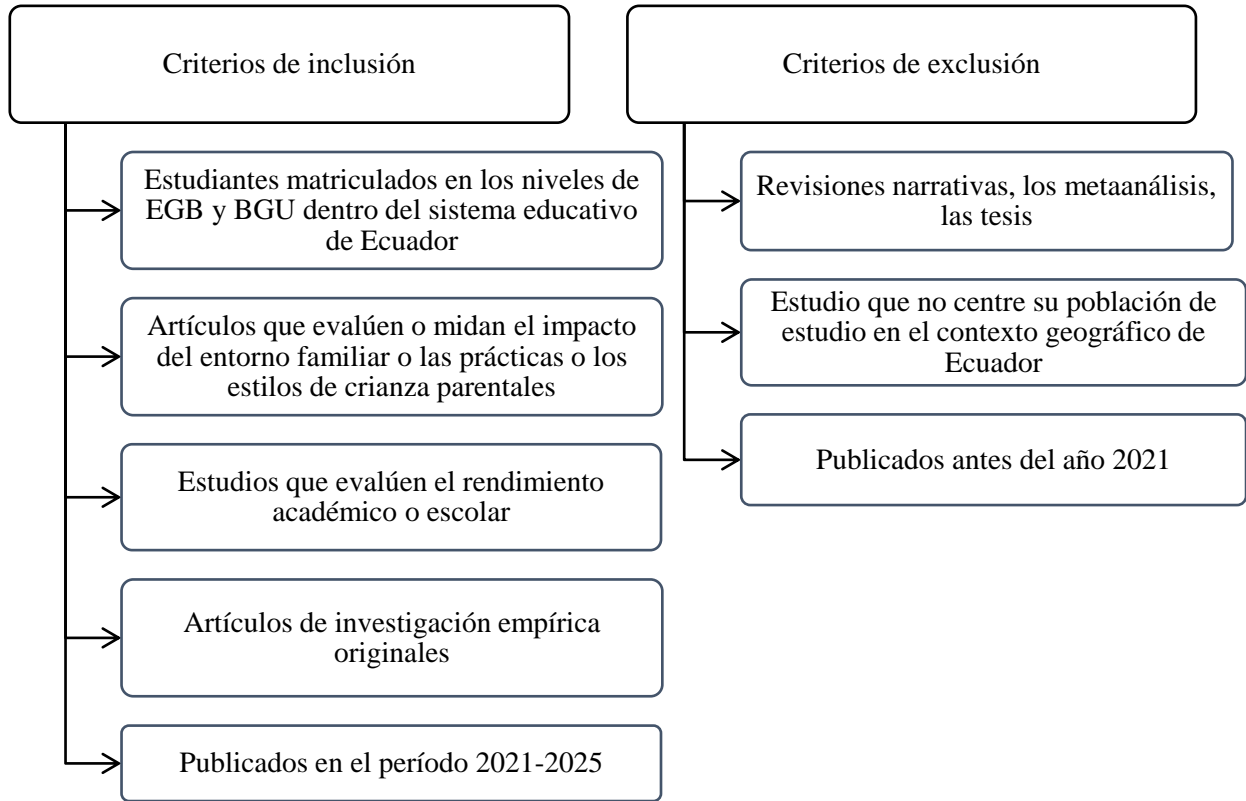 Criterios de inclusión
Estudiantes matriculados en los niveles de
EGB y BGU dentro del sistema educativo
de Ecuador
Artículos que evalúen o midan el impacto
del entorno familiar o las prácticas o los
estilos de crianza parentales
Estudios que evalúen el rendimiento
académico o escolar
Artículos de investigación empírica
originales
Publicados en el período 2021-2025
Criterios de exclusión
Revisiones narrativas, los metaanálisis,
las tesis
Estudio que no centre su población de
estudio en el contexto geográfico de
Ecuador
Publicados antes del año 2021